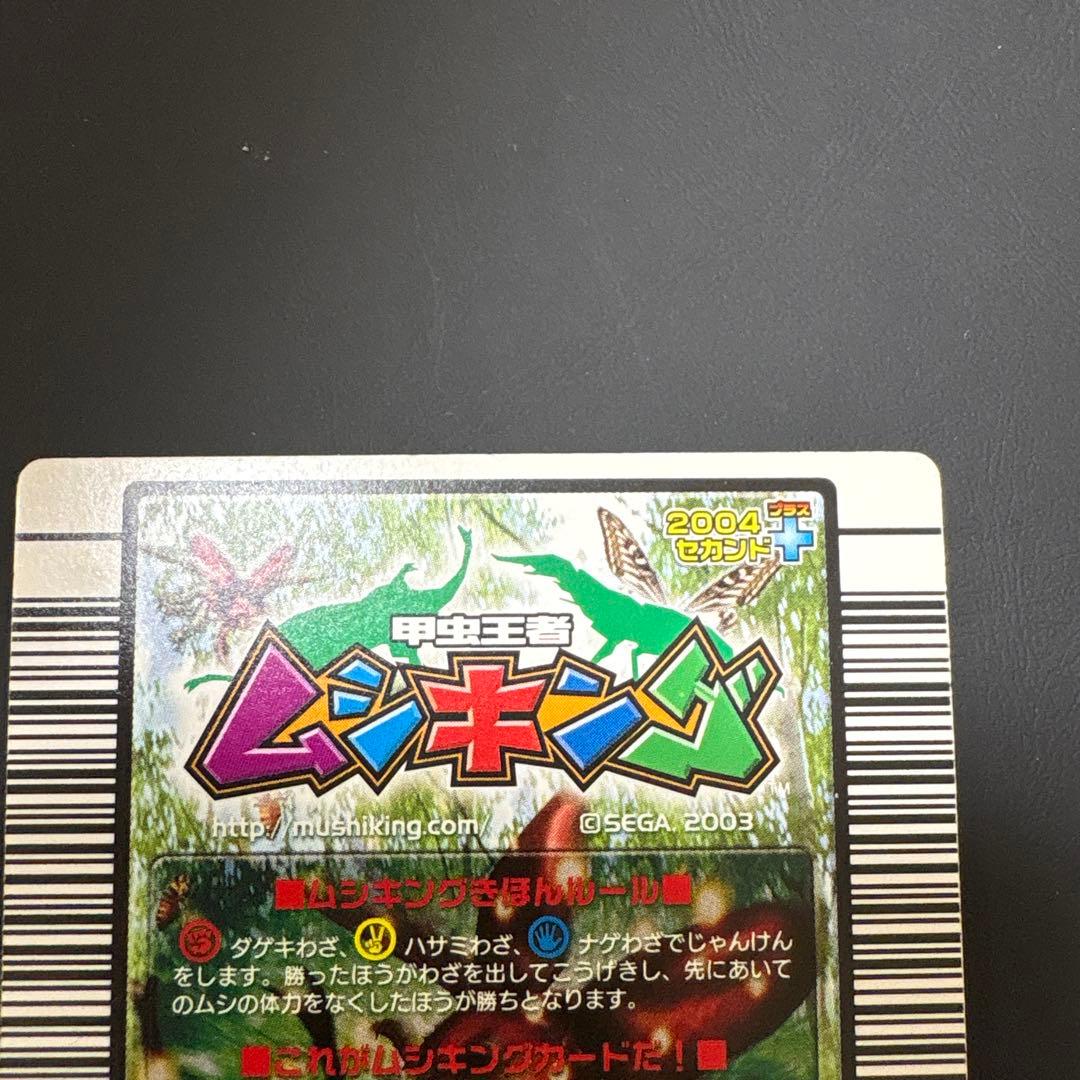 プラス
2004
セカンド+
甲虫王者
ムシキング
TM
http://mushiking.com/ ©SEGA, 2003
■ムシキングきほんルール■
ダゲキわざ、 ハサミわざ、 ナゲわざでじゃんけん
をします。勝ったほうがわざを出してこうげきし、先にあいて
のムシの体力をなくしたほうが勝ちとなります。
■これがムシキングカードだ!■